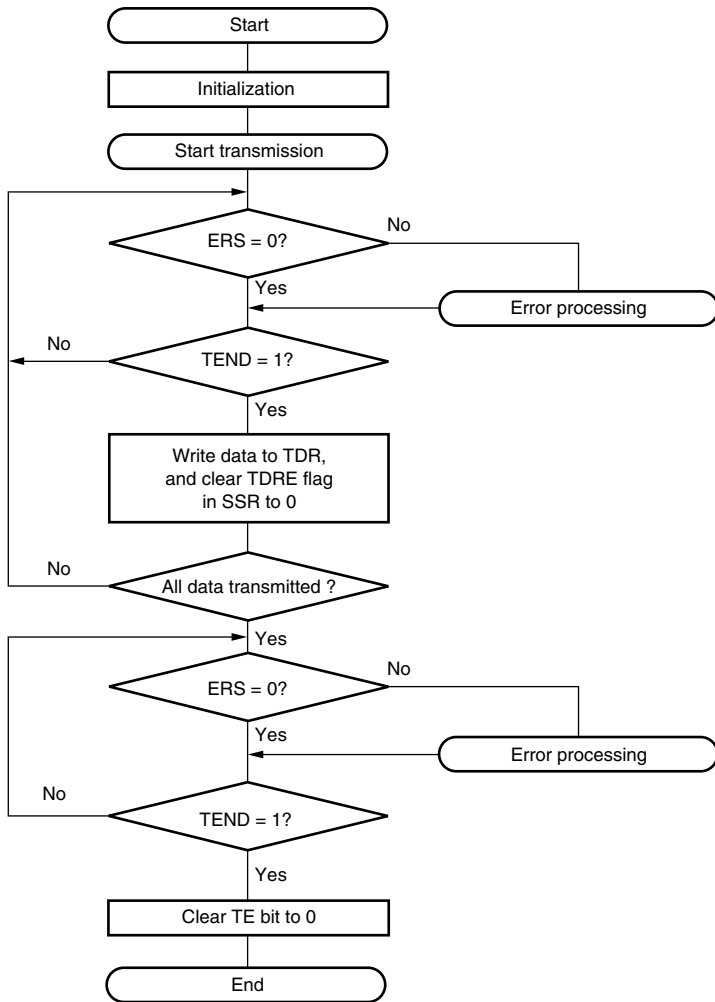 Start
Initialization
Start transmission
ERS = 0?
No
Yes
Error processing
No
TEND = 1?
Yes
Write data to TDR,
and clear TDRE flag
in SSR to 0
No
All data transmitted ?
Yes
ERS = 0?
No
Yes
Error processing
No
TEND = 1?
Yes
Clear TE bit to 0
End